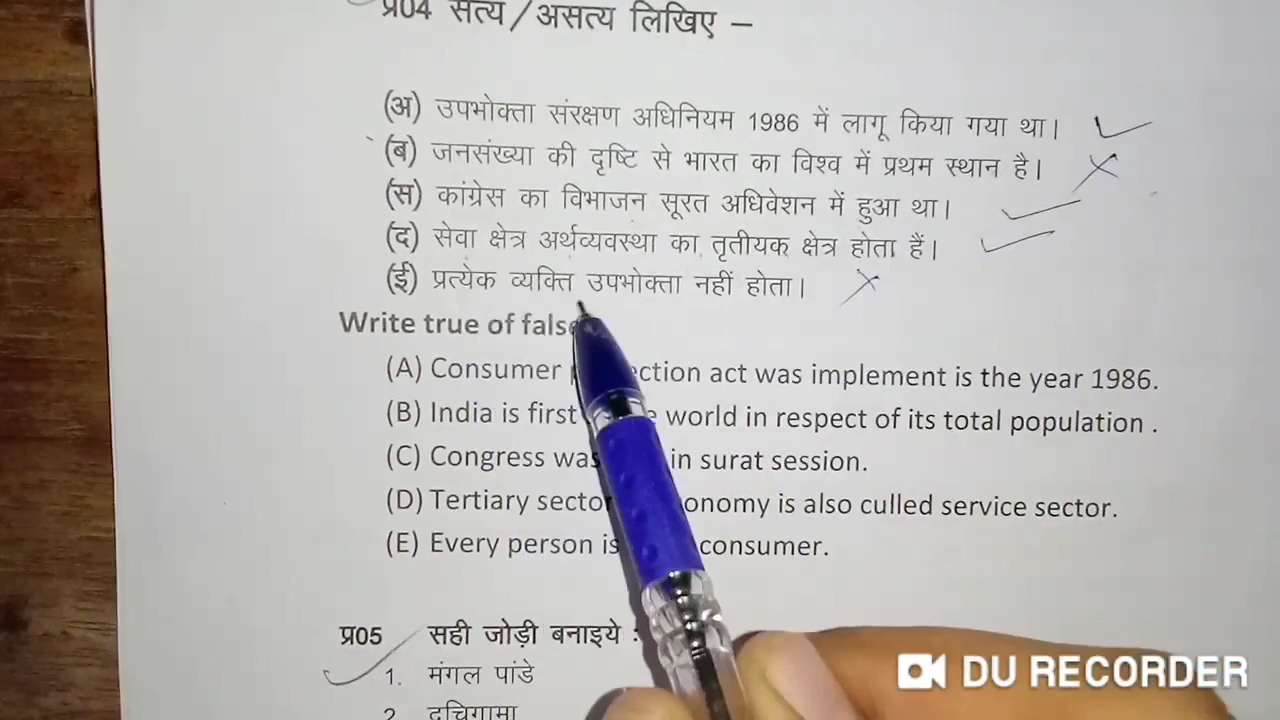 प्र04 सत्य/असत्य लिखिए –
(अ) उपभोक्ता संरक्षण अधिनियम 1986 में लागू किया गया था।
(ब) जनसंख्या की दृष्टि से भारत का विश्व में प्रथम स्थान है।
(स) कांग्रेस का विभाजन सूरत अधिवेशन में हुआ था।
(द) सेवा क्षेत्र अर्थव्यवस्था का तृतीयक क्षेत्र होता हैं।
(ई) प्रत्येक व्यक्ति उपभोक्ता नहीं होता।
Write true of false
(A) Consumer ection act was implement is the year 1986.
(B) India is first world in respect of its total population .
(C) Congress was in surat session.
(D) Tertiary sector onomy is also culled service sector.
(E) Every person is consumer.
प्र05 सही जोड़ी बनाइये :
1. मंगल पांडे
2 दचिगामा
DU RECORDER